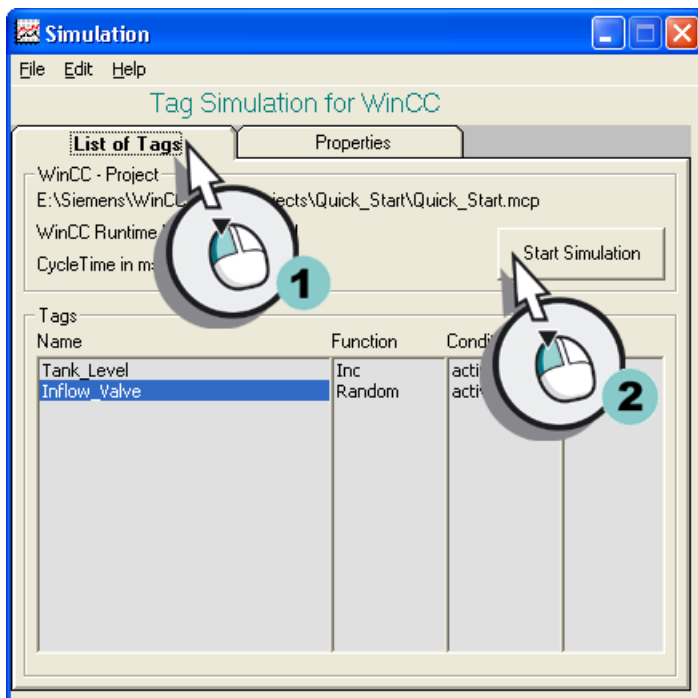 Simulation
File Edit Help
Tag Simulation for WinCC
List of Tags Properties
WinCC - Project
E:\Siemens\WinCC jects\Quick_Start\Quick_Start.mcp
WinCC Runtime
CycleTime in
Start Simulation
1
Tags
Name Function
Tank_Level Inc
Inflow_Valve Random
2